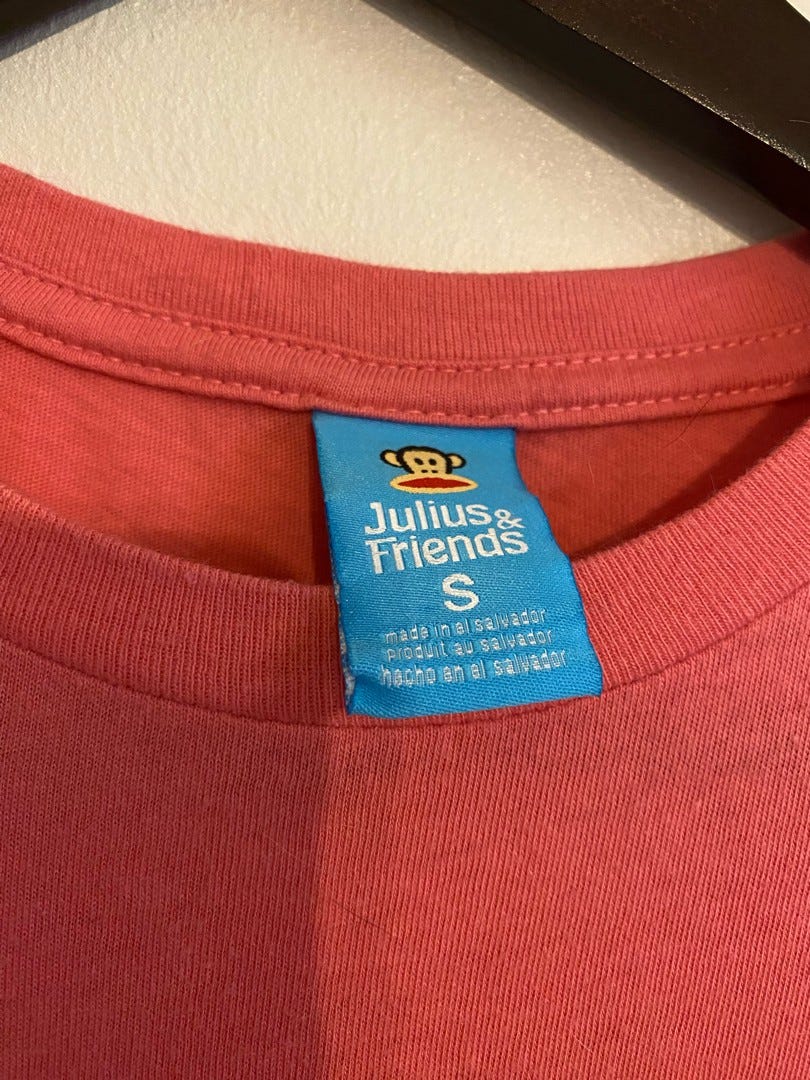 Julius &
Friends
S
made in el salvador
Produit au salvador
hecho en el salvador